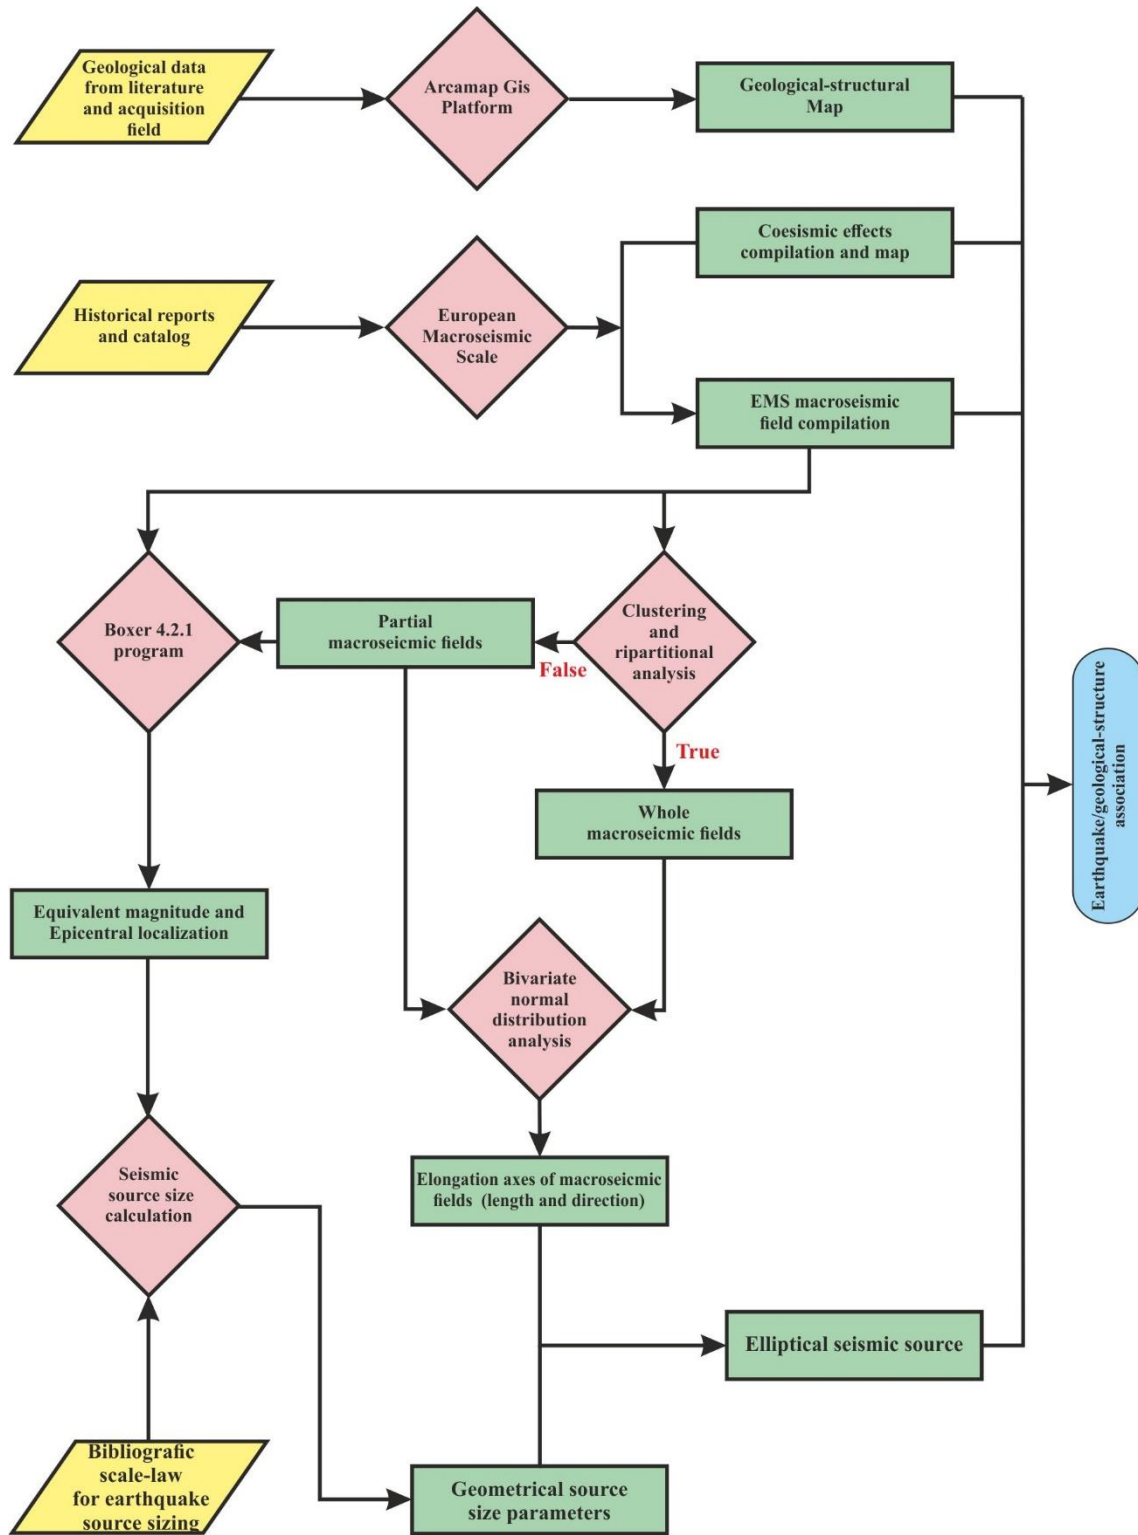 Geological data
from literature
and acquisition
field
Arcamap Gis
Platform
Geological-structural
Map
Coesismic effects
compilation and map
Historical reports
and catalog
European
Macroseismic
Scale
EMS macroseismic
field compilation
Boxer 4.2.1
program
Partial
macroseicmic fields
Clustering
and
ripartitional
analysis
False
True
Whole
macroseicmic fields
Earthquake/geological-structure
association
Equivalent magnitude and
Epicentral localization
Bivariate
normal
distribution
analysis
Seismic
source size
calculation
Elongation axes of macroseicmic
fields (length and direction)
Elliptical seismic source
Bibliografic
scale-law
for earthquake
source sizing
Geometrical source
size parameters